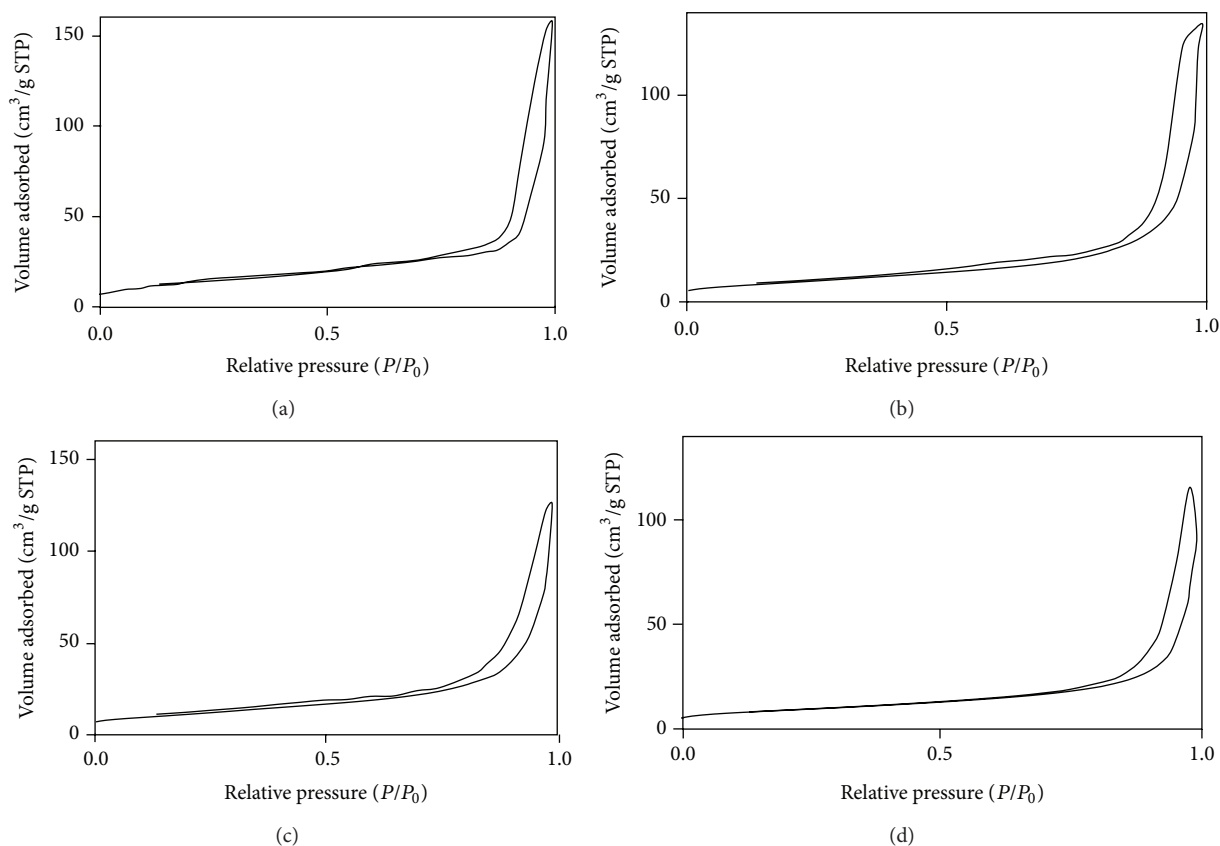 Volume adsorbed (cm³/g STP)
150
100
50
0
0.0
0.5
1.0
Relative pressure (P/P₀)
(a)
Volume adsorbed (cm³/g STP)
100
50
0
0.0
0.5
1.0
Relative pressure (P/P₀)
(b)
Volume adsorbed (cm³/g STP)
150
100
50
0
0.0
0.5
1.0
Relative pressure (P/P₀)
(c)
Volume adsorbed (cm³/g STP)
100
50
0
0.0
0.5
1.0
Relative pressure (P/P₀)
(d)